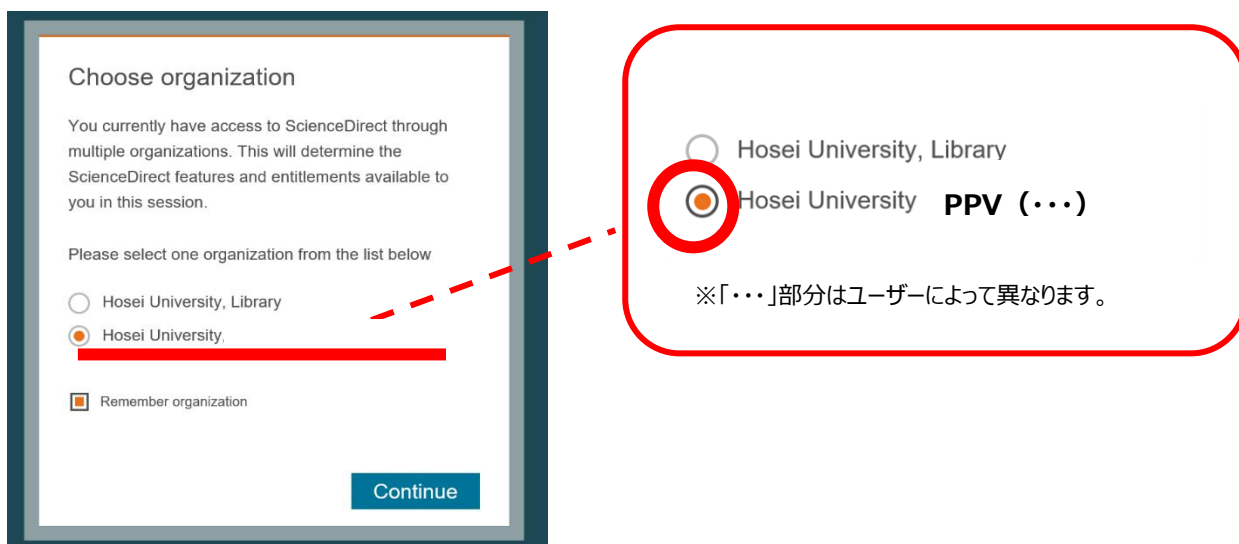 Choose organization
You currently have access to ScienceDirect through
multiple organizations. This will determine the
ScienceDirect features and entitlements available to
you in this session.
Please select one organization from the list below
Hosei University, Library
Hosei University,
Remember organization
Continue
Hosei University, Library
Hosei University PPV（･･･）
※｢･･･｣部分はユーザーによって異なります。